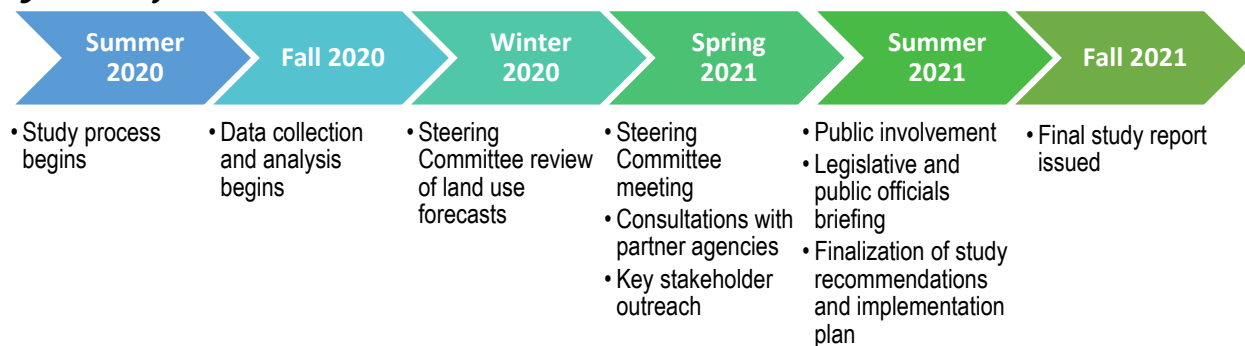 Summer
2020
Fall 2020
Winter
2020
Spring
2021
Summer
2021
Fall 2021
• Study process
begins
• Data collection
and analysis
begins
• Steering
Committee review
of land use
forecasts
• Steering
Committee
meeting
• Consultations with
partner agencies
• Key stakeholder
outreach
• Public involvement
• Legislative and
public officials
briefing
• Finalization of study
recommendations
and implementation
plan
• Final study report
issued